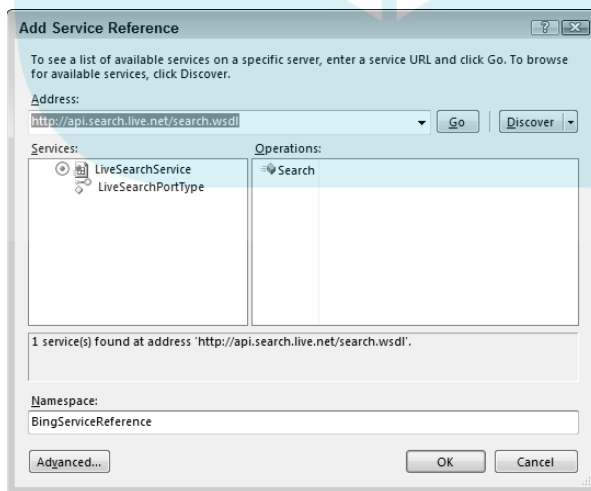 Add Service Reference
To see a list of available services on a specific server, enter a service URL and click Go. To browse
for available services, click Discover.
Address:
http://api.search.live.net/search.wsdl
Go
Discover
Services:
Operations:
LiveSearchService
Search
LiveSearchPortType
1 service(s) found at address 'http://api.search.live.net/search.wsdl'.
Namespace:
BingServiceReference
Advanced...
OK
Cancel